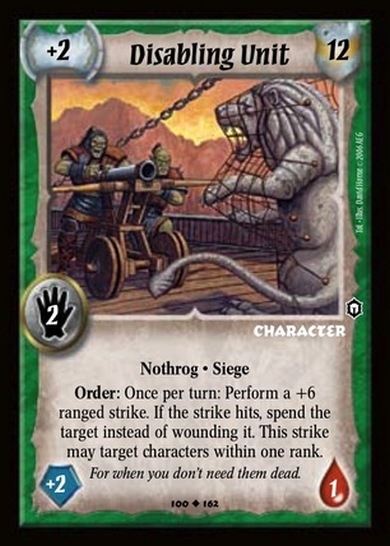 +2
Disabling Unit
12
2
CHARACTER
Nothrog • Siege
Order: Once per turn: Perform a +6
ranged strike. If the strike hits, spend the
target instead of wounding it. This strike
may target characters within one rank.
For when you don't need them dead.
+2
100 ◆ 162
1